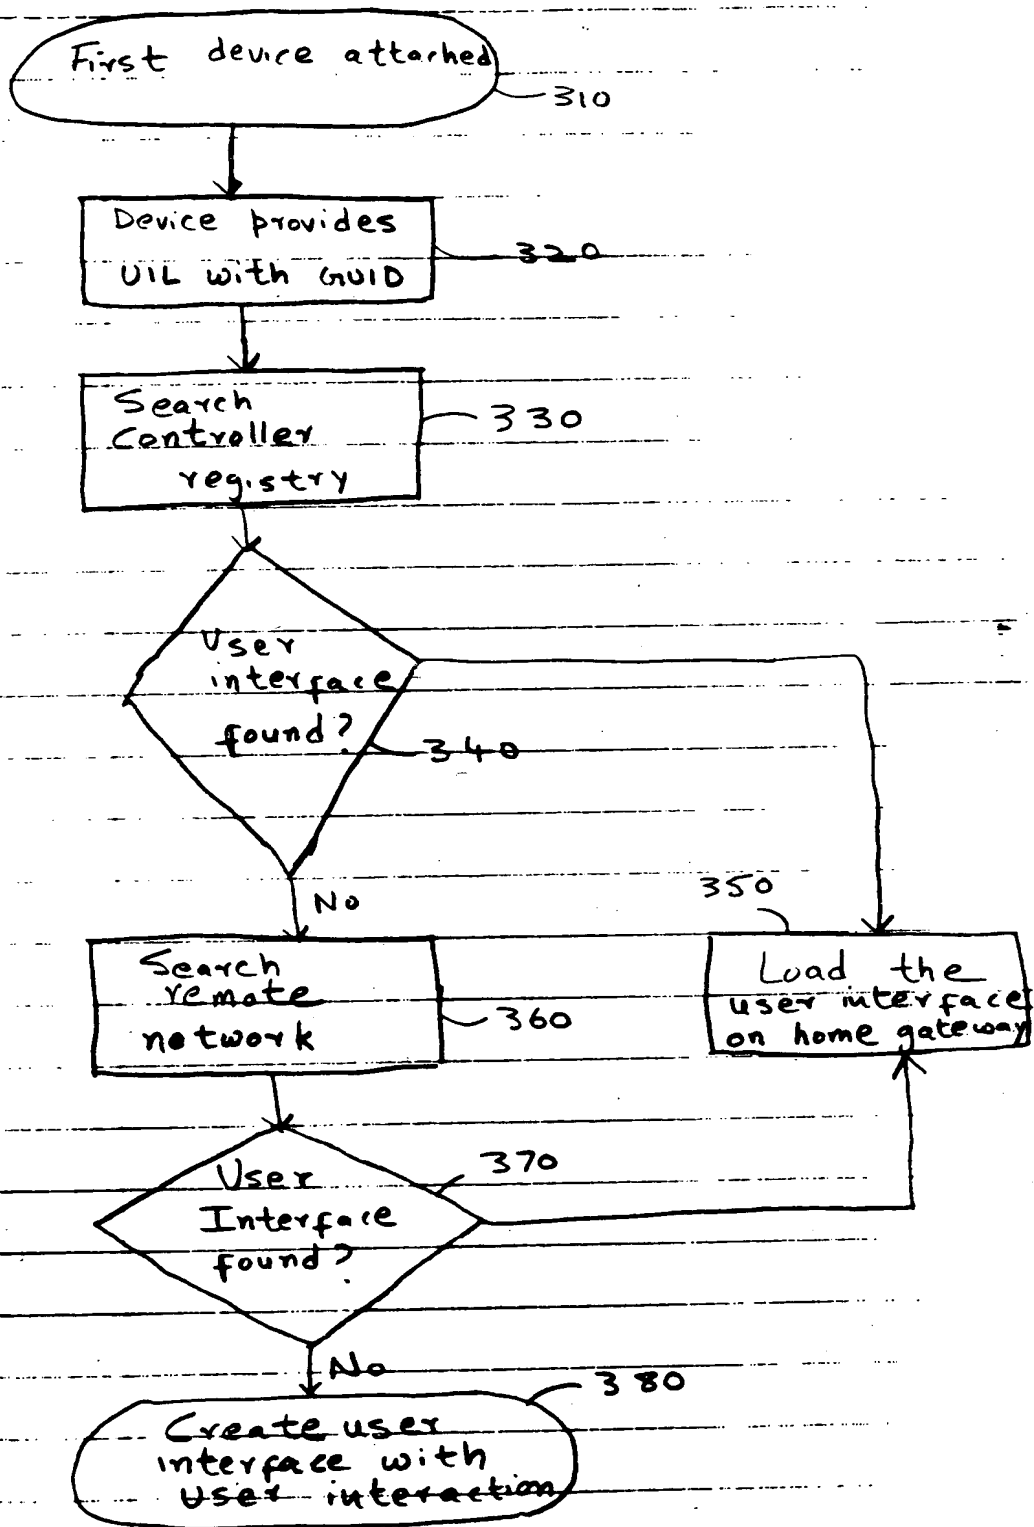 First device attached
310
Device provides
UIL with GUID
320
Search
Controller
registry
330
User
interface
found?
340
No
350
Load the
user interface
on home gateway
Search
remote
network
360
User
Interface
found?
370
No
380
Create user
interface with
user interaction